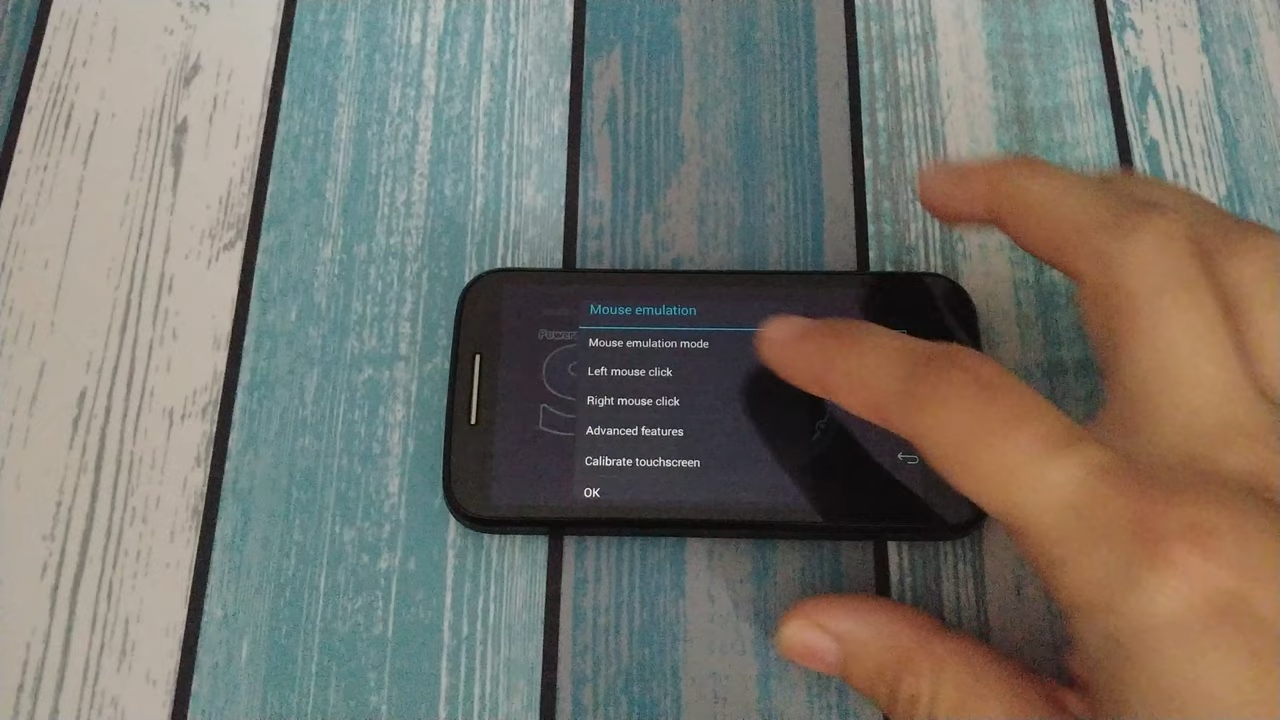 Mouse emulation
Mouse emulation mode
Left mouse click
Right mouse click
Advanced features
Calibrate touchscreen
OK